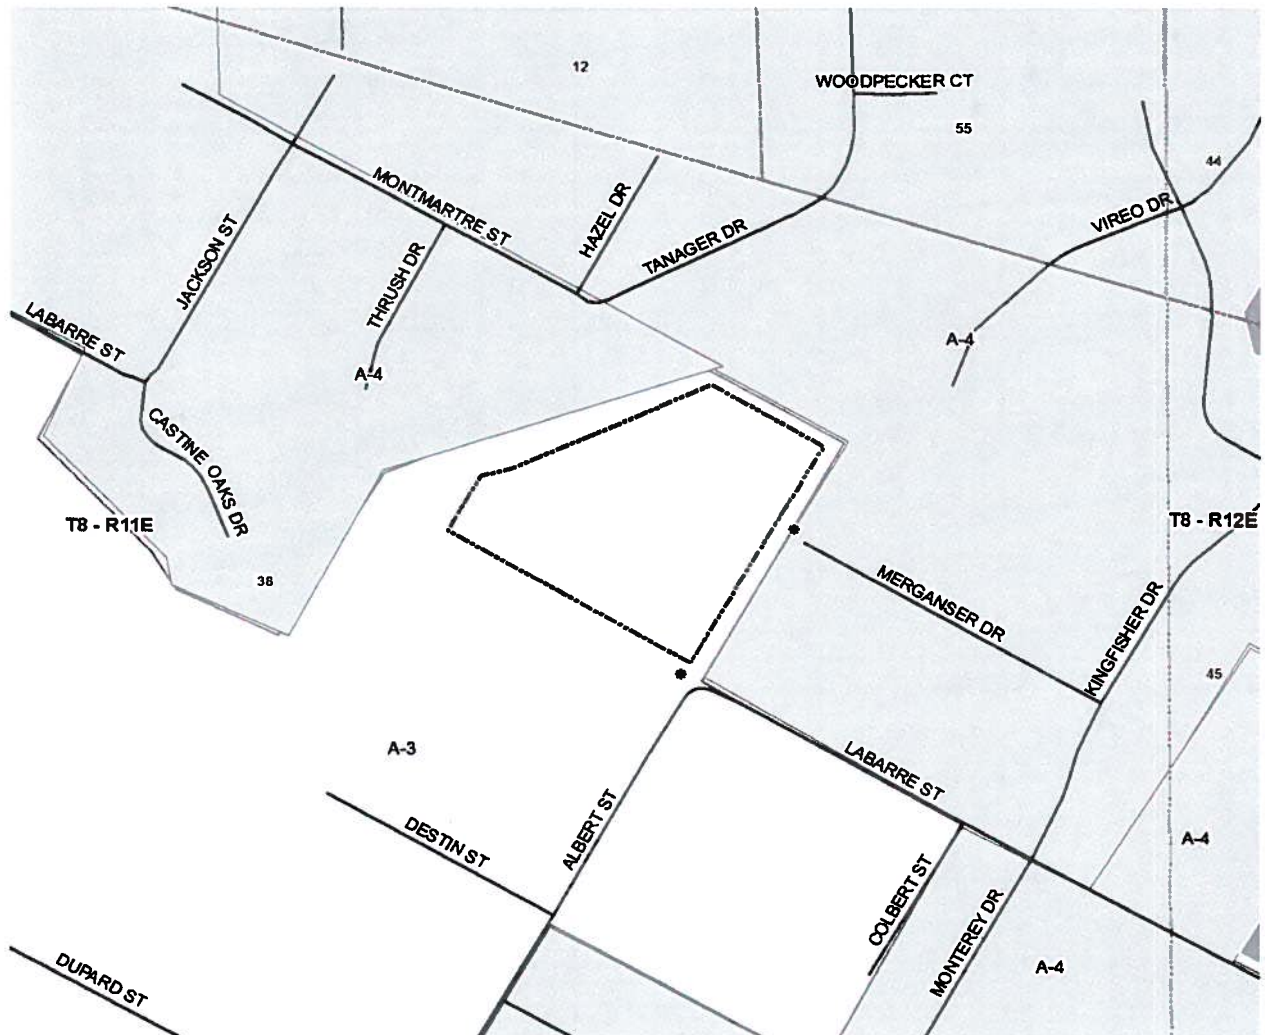 12
WOODPECKER CT
55
44
MONTMARTRE ST
HAZEL DR
VIREO DR
TANAGER DR
JACKSON ST
THRUSH DR
LABARRE ST
A-4
A-4
CASTINE OAKS DR
T8 - R11E
T8 - R12E
38
MERGANSER DR
KINGFISHER DR
45
A-3
LABARRE ST
ALBERT ST
DESTIN ST
A-4
COLBERT ST
MONTEREY DR
A-4
DUPARD ST